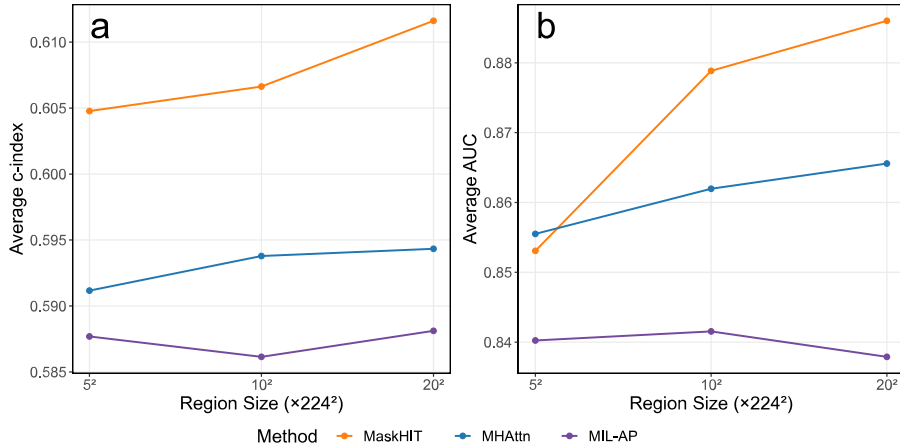 a
0.610
0.605
0.600
0.595
0.590
0.585
Average c-index
5²
10²
20²
Region Size (×224²)
b
0.88
0.87
0.86
0.85
0.84
Average AUC
5²
10²
20²
Region Size (×224²)
Method
MaskHIT
MHAttn
MIL-AP